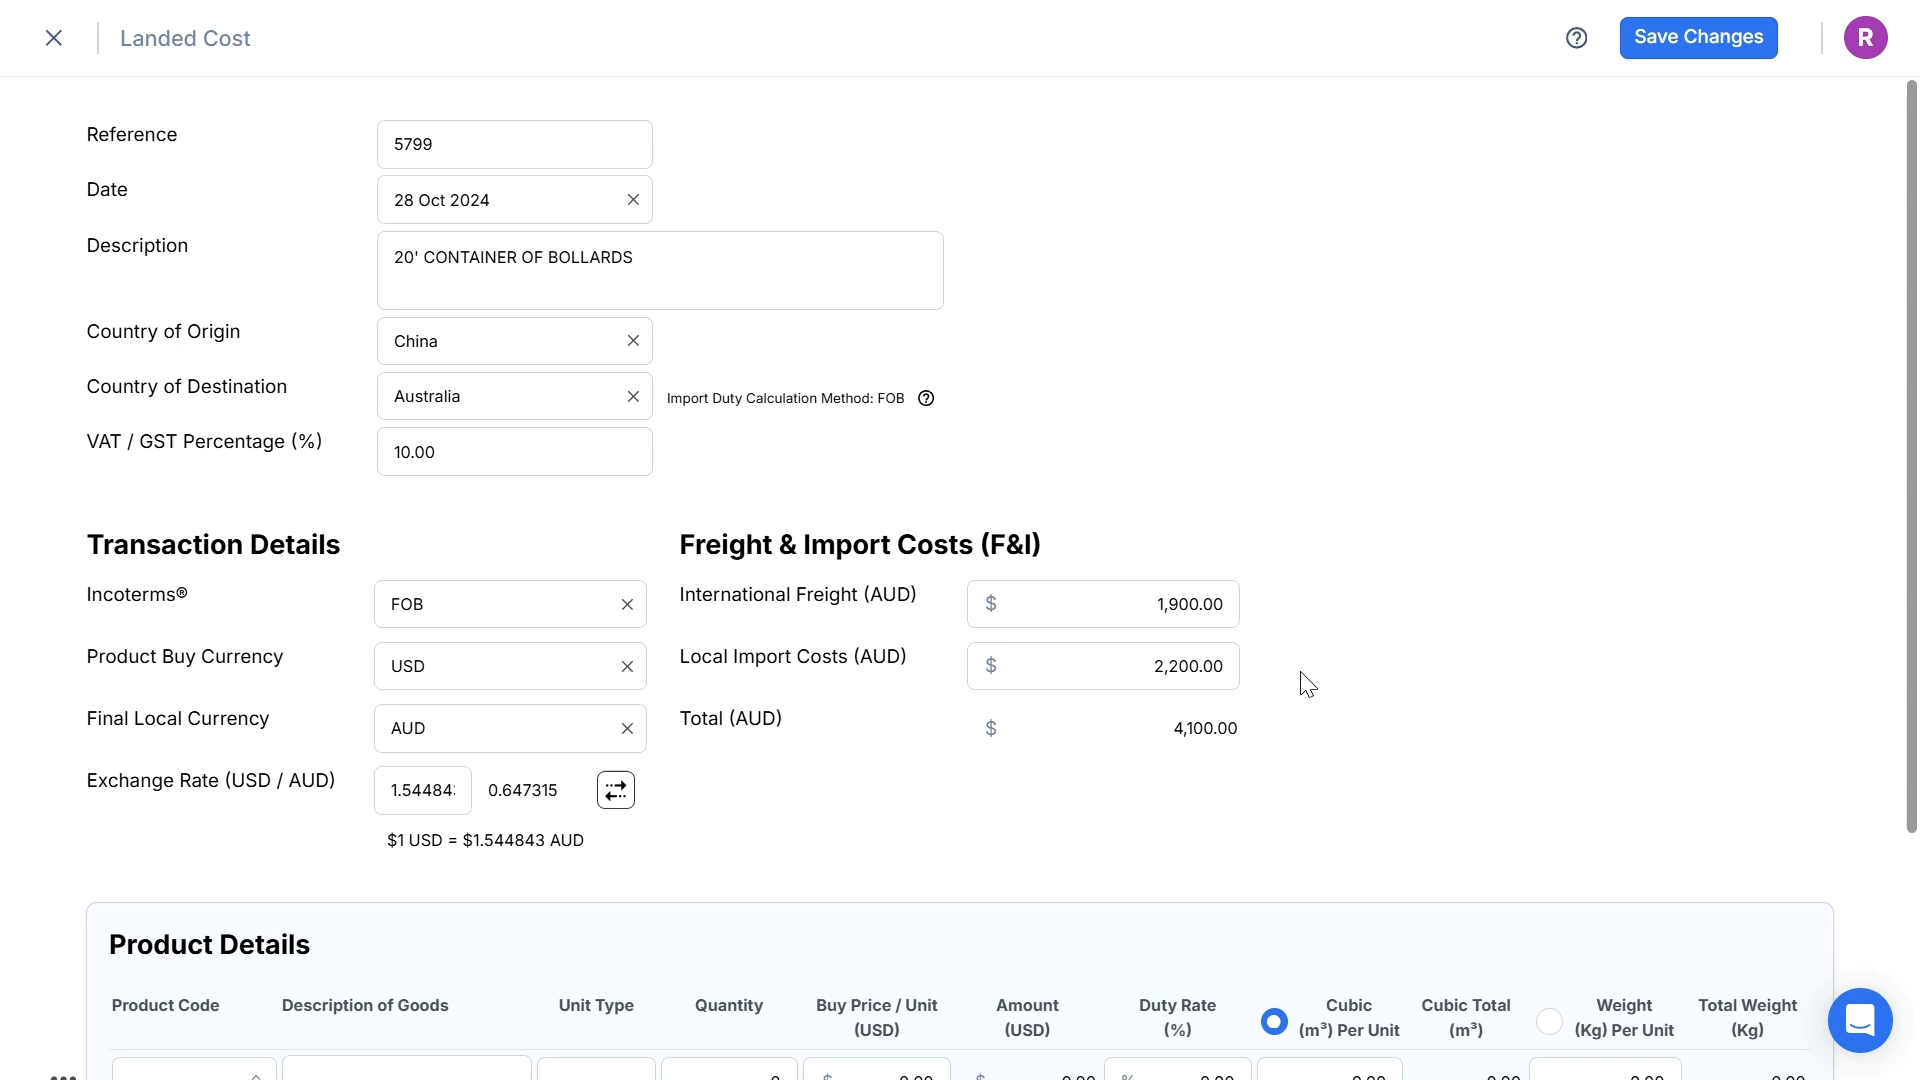 Landed Cost
Save Changes
R
Reference
5799
Date
28 Oct 2024
Description
20' CONTAINER OF BOLLARDS
Country of Origin
China
Country of Destination
Australia
Import Duty Calculation Method: FOB
VAT / GST Percentage (%)
10.00
Transaction Details
Freight & Import Costs (F&I)
Incoterms®
FOB
International Freight (AUD)
$ 1,900.00
Product Buy Currency
USD
Local Import Costs (AUD)
$ 2,200.00
Final Local Currency
AUD
Total (AUD)
$ 4,100.00
Exchange Rate (USD / AUD)
1.54484
0.647315
$1 USD = $1.544843 AUD
Product Details
Product Code
Description of Goods
Unit Type
Quantity
Buy Price / Unit
(USD)
Amount
(USD)
Duty Rate
(%)
Cubic
(m³) Per Unit
Cubic Total
(m³)
Weight
(Kg) Per Unit
Total Weight
(Kg)